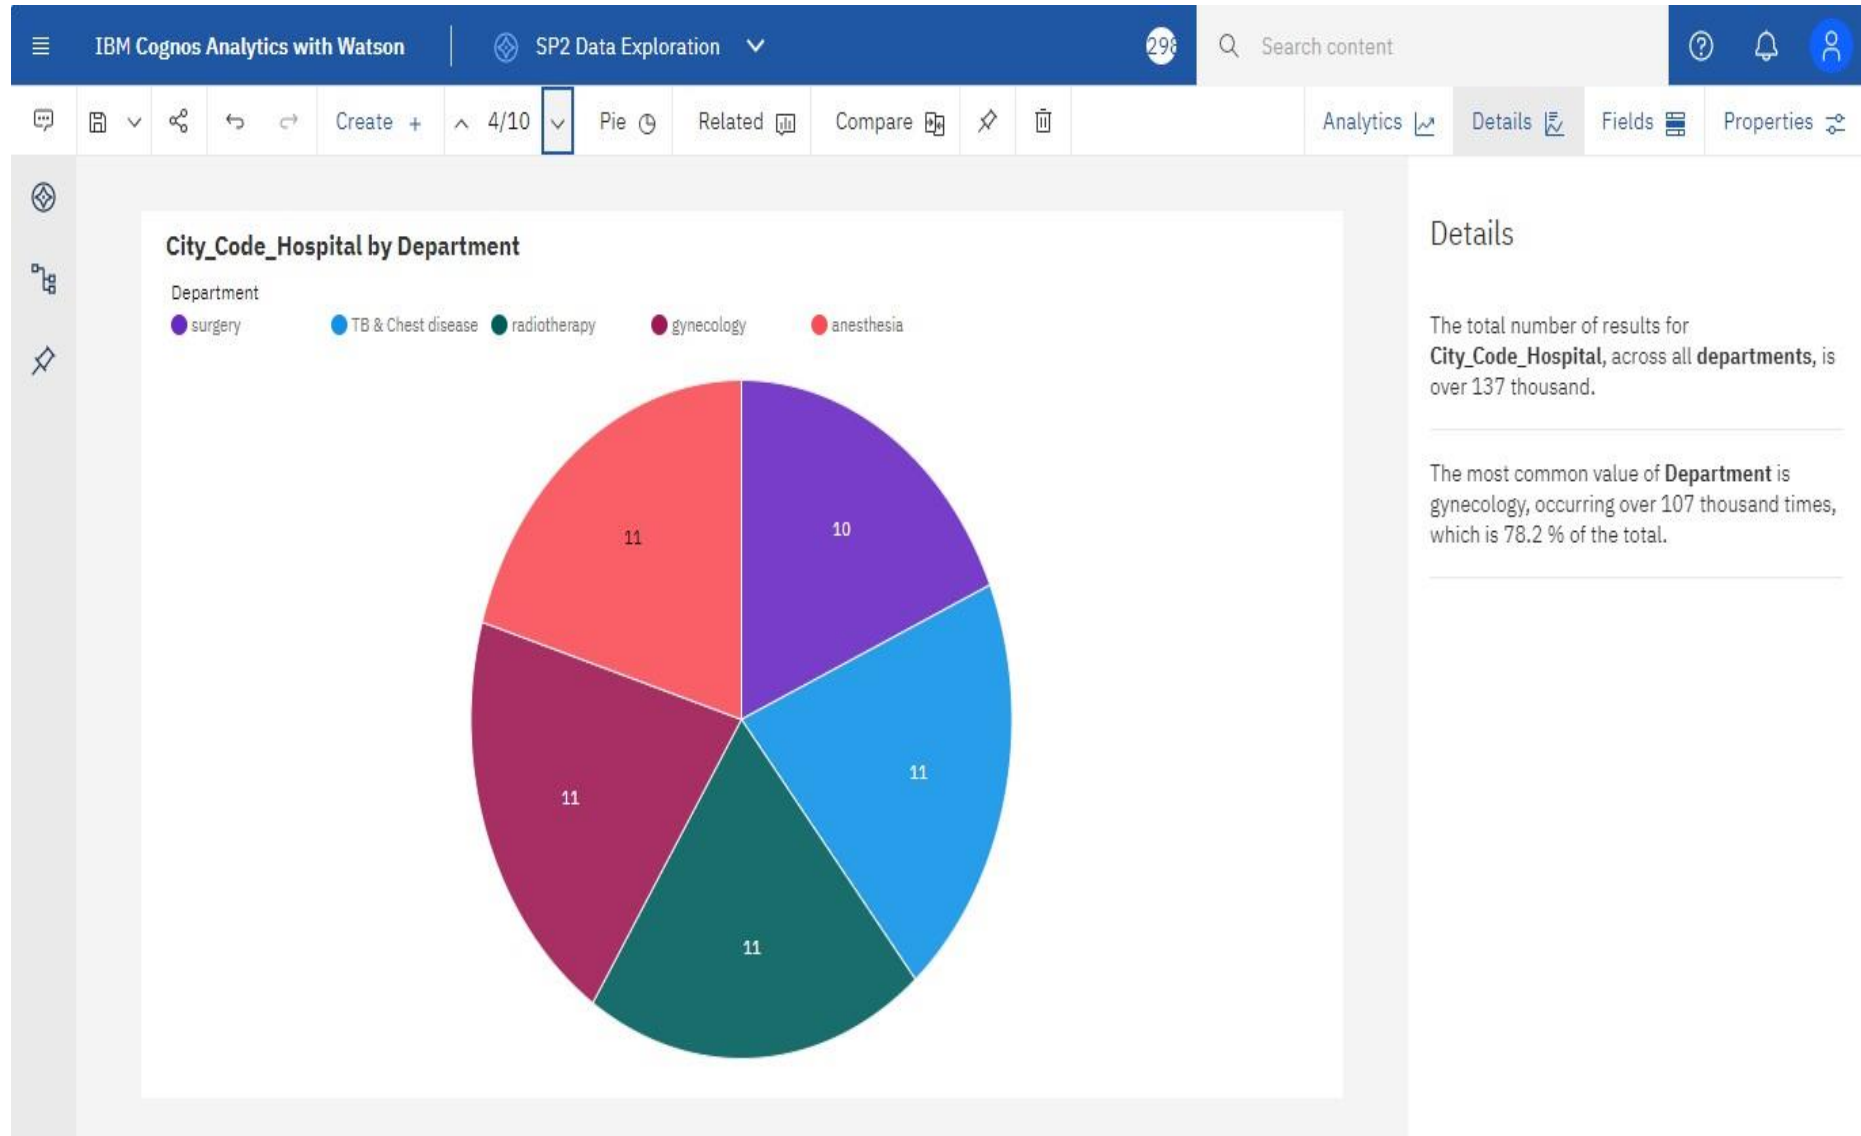 IBM Cognos Analytics with Watson
SP2 Data Exploration
298
Search content
Create +
4/10
Pie
Related
Compare
Analytics
Details
Fields
Properties
City_Code_Hospital by Department
Department
surgery
TB & Chest disease
radiotherapy
gynecology
anesthesia
11
10
11
11
11
Details
The total number of results for
City_Code_Hospital, across all departments, is
over 137 thousand.
The most common value of Department is
gynecology, occurring over 107 thousand times,
which is 78.2 % of the total.